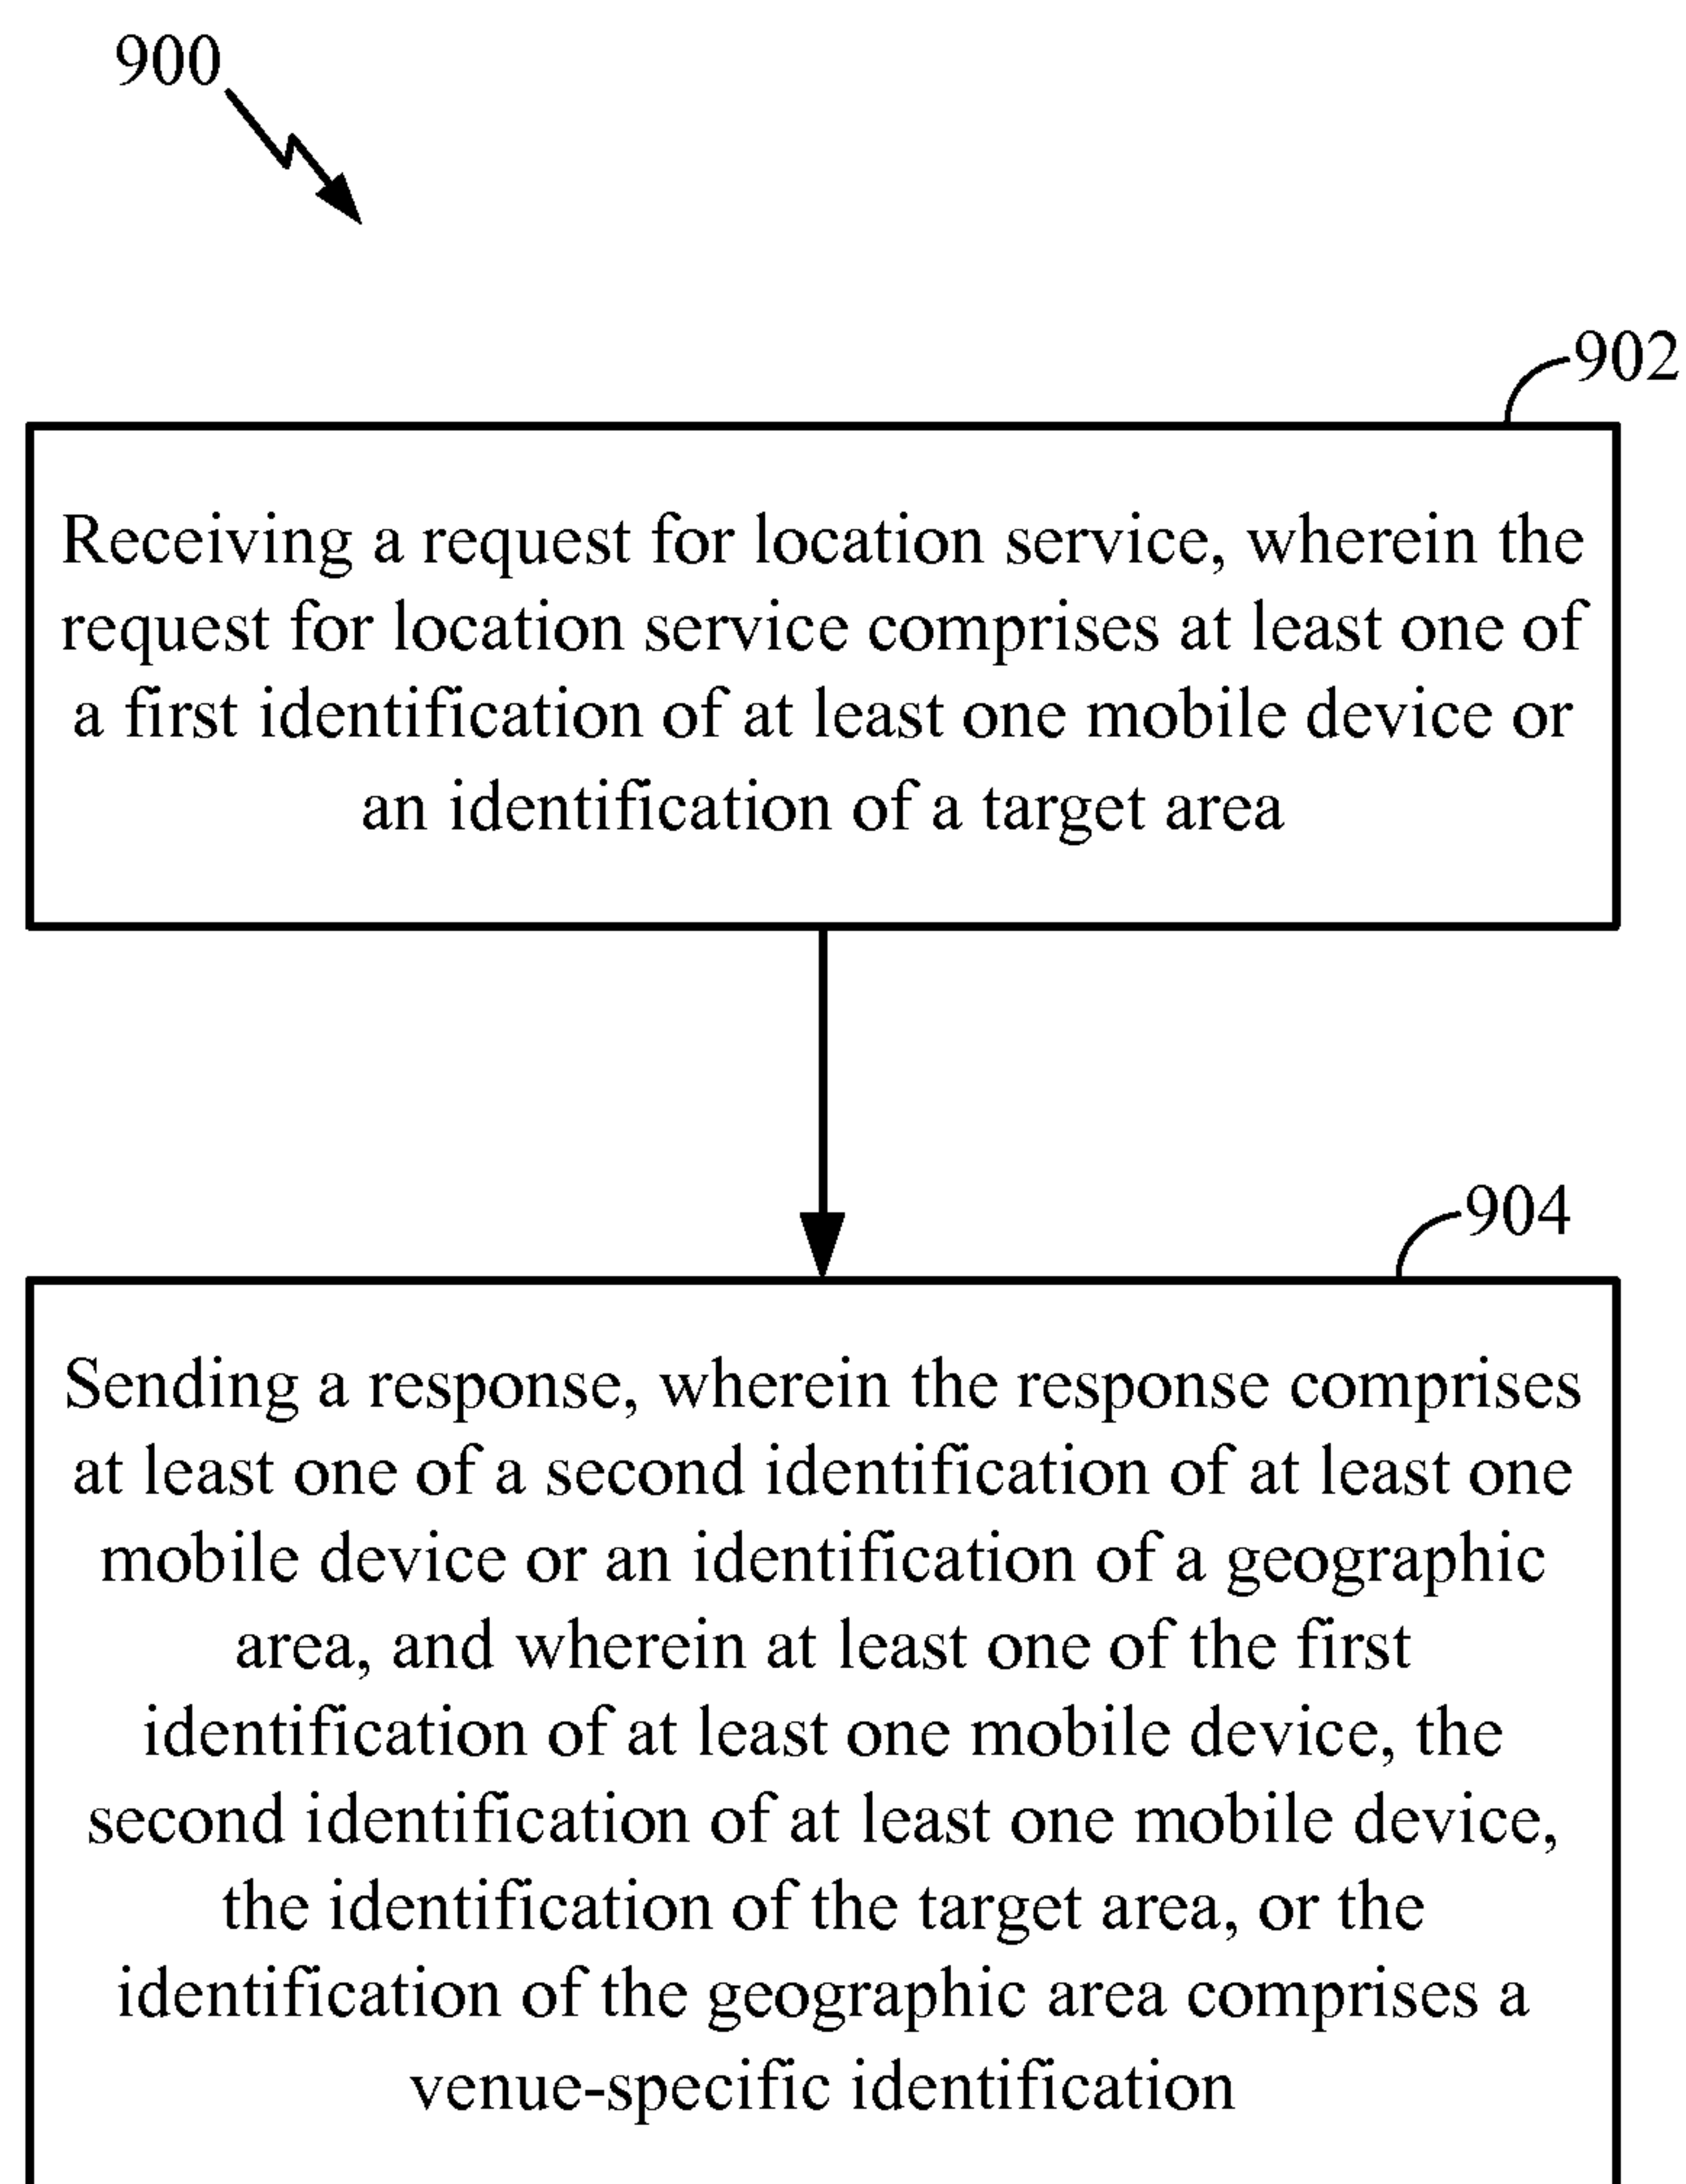 900
902
Receiving a request for location service, wherein the
request for location service comprises at least one of
a first identification of at least one mobile device or
an identification of a target area
904
Sending a response, wherein the response comprises
at least one of a second identification of at least one
mobile device or an identification of a geographic
area, and wherein at least one of the first
identification of at least one mobile device, the
second identification of at least one mobile device,
the identification of the target area, or the
identification of the geographic area comprises a
venue-specific identification